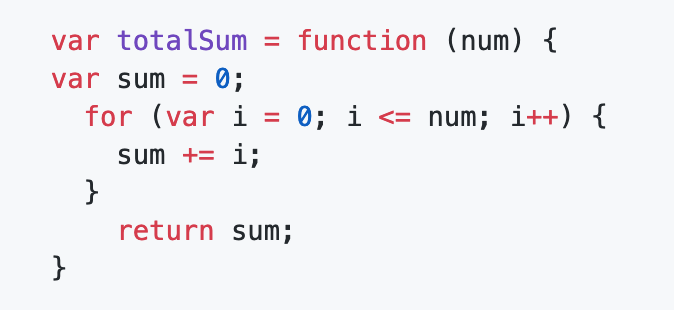 var totalSum = function (num) {
var sum = 0;
  for (var i = 0; i <= num; i++) {
    sum += i;
  }
    return sum;
}